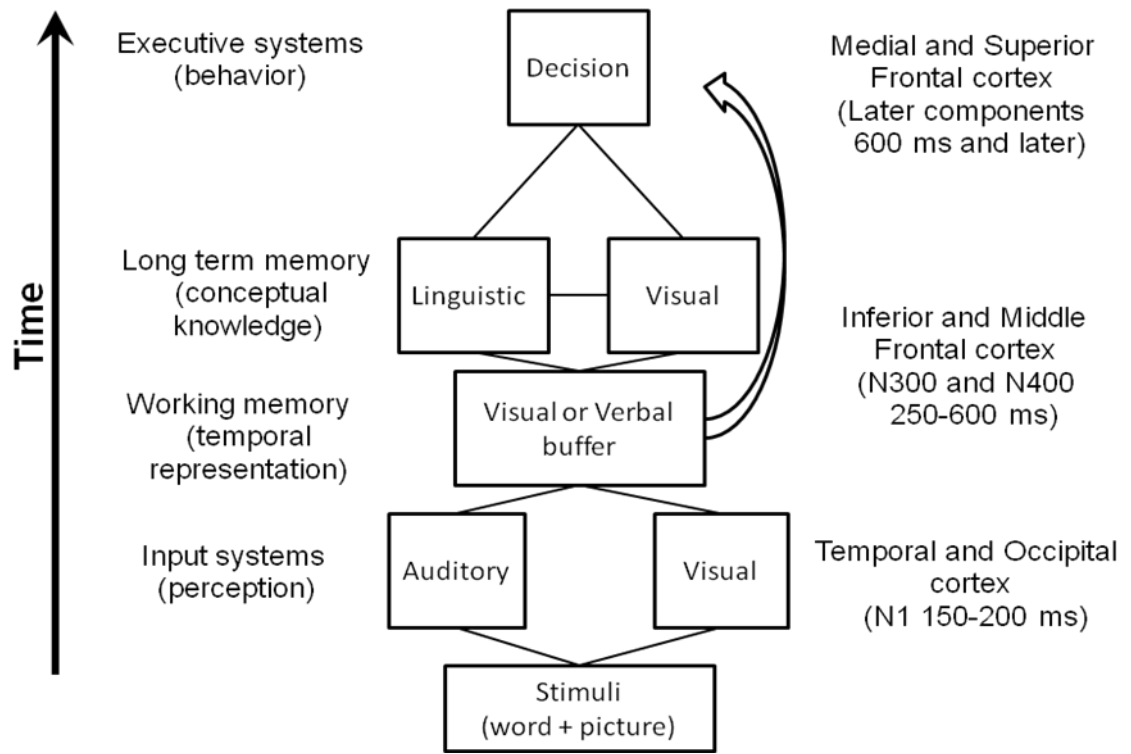 Executive systems
(behavior)
Decision
Medial and Superior
Frontal cortex
(Later components
600 ms and later)
Time
Long term memory
(conceptual
knowledge)
Linguistic
Visual
Inferior and Middle
Frontal cortex
(N300 and N400
250-600 ms)
Working memory
(temporal
representation)
Visual or Verbal
buffer
Input systems
(perception)
Auditory
Visual
Temporal and Occipital
cortex
(N1 150-200 ms)
Stimuli
(word + picture)